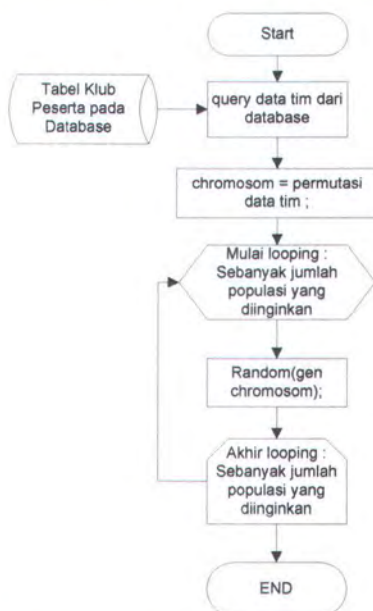 Start
Tabel Klub
Peserta pada
Database
query data tim dari
database
chromosom = permutasi
data tim ;
Mulai looping :
Sebanyak jumlah
populasi yang
diinginkan
Random(gen
chromosom);
Akhir looping :
Sebanyak jumlah
populasi yang
diinginkan
END